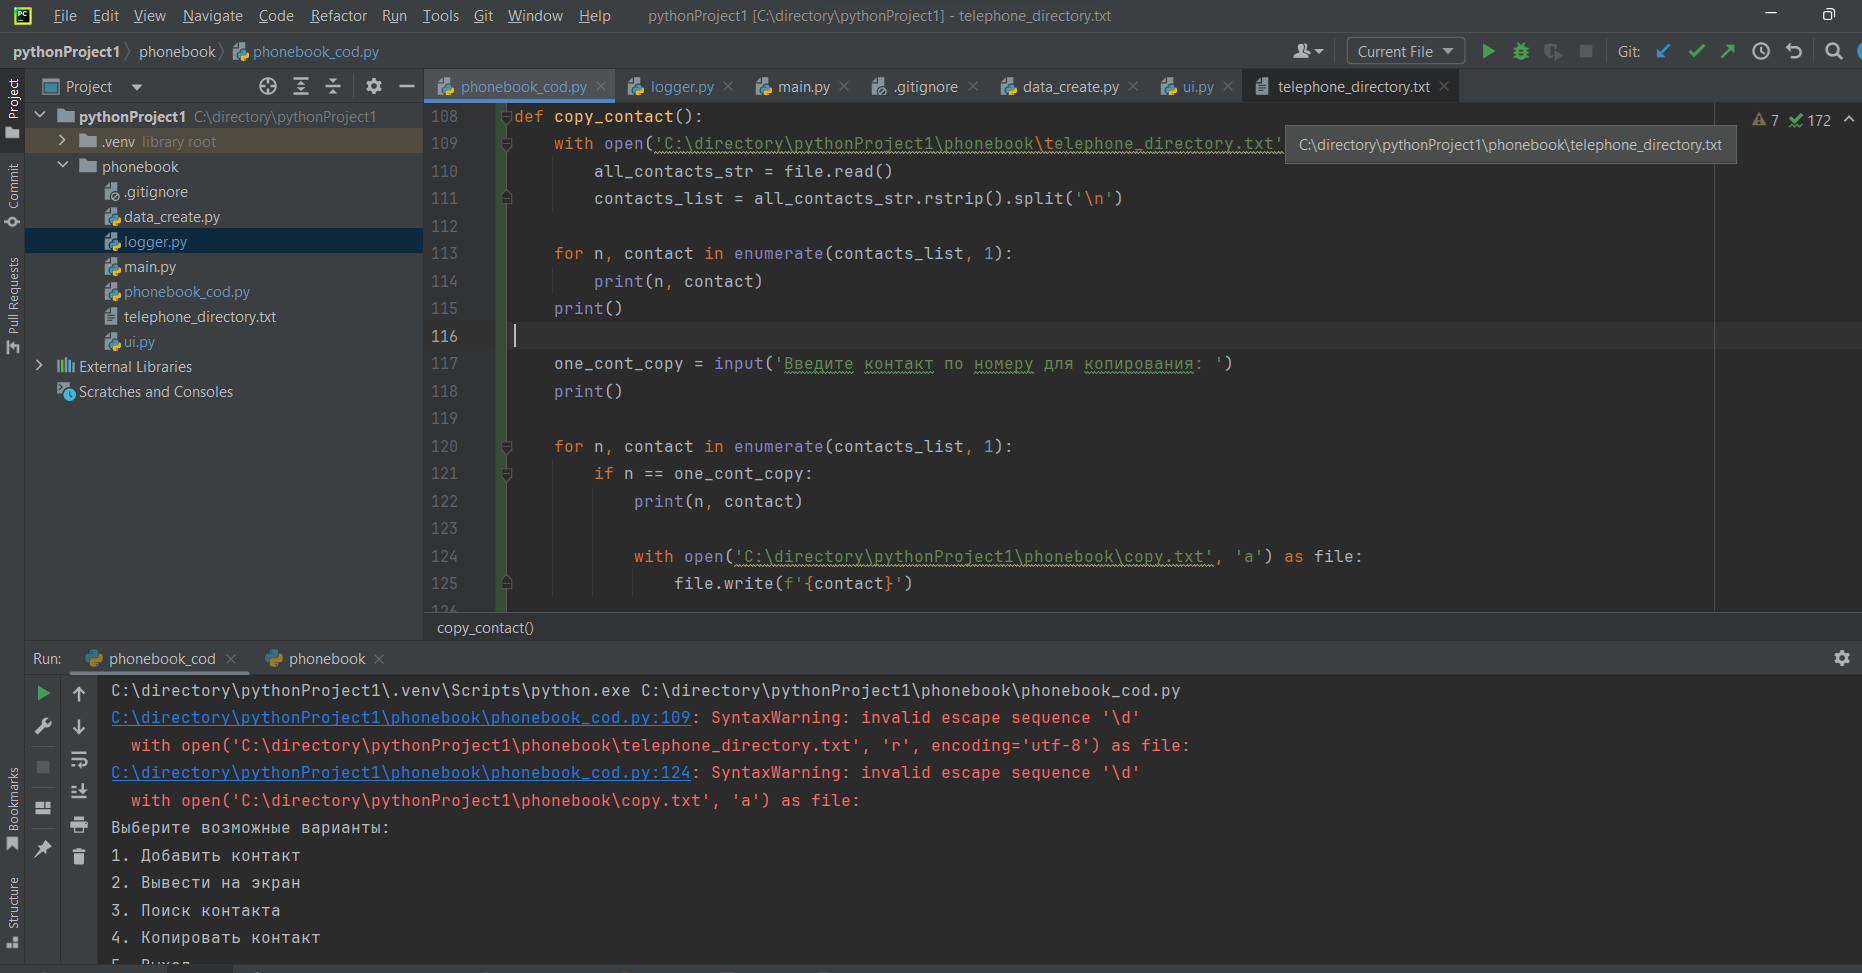 PC File Edit View Navigate Code Refactor Run Tools Git Window Help pythonProject1 [C:\directory\pythonProject1] - telephone_directory.txt
pythonProject1 phonebook phonebook_cod.py Current File Git:
Project phonebook_cod.py logger.py main.py .gitignore data_create.py ui.py telephone_directory.txt
Project
Commit
Pull Requests
Bookmarks
Structure
pythonProject1 C:\directory\pythonProject1
.venv library root
phonebook
.gitignore
data_create.py
logger.py
main.py
phonebook_cod.py
telephone_directory.txt
ui.py
External Libraries
Scratches and Consoles
7 172
C:\directory\pythonProject1\phonebook\telephone_directory.txt
108 def copy_contact():
109 with open('C:\directory\pythonProject1\phonebook\telephone_directory.txt'
110 all_contacts_str = file.read()
111 contacts_list = all_contacts_str.rstrip().split('\n')
112
113 for n, contact in enumerate(contacts_list, 1):
114 print(n, contact)
115 print()
116
117 one_cont_copy = input('Введите контакт по номеру для копирования: ')
118 print()
119
120 for n, contact in enumerate(contacts_list, 1):
121 if n == one_cont_copy:
122 print(n, contact)
123
124 with open('C:\directory\pythonProject1\phonebook\copy.txt', 'a') as file:
125 file.write(f'{contact}')
126
copy_contact()
Run: phonebook_cod phonebook
C:\directory\pythonProject1\.venv\Scripts\python.exe C:\directory\pythonProject1\phonebook\phonebook_cod.py
C:\directory\pythonProject1\phonebook\phonebook_cod.py:109: SyntaxWarning: invalid escape sequence '\d'
with open('C:\directory\pythonProject1\phonebook\telephone_directory.txt', 'r', encoding='utf-8') as file:
C:\directory\pythonProject1\phonebook\phonebook_cod.py:124: SyntaxWarning: invalid escape sequence '\d'
with open('C:\directory\pythonProject1\phonebook\copy.txt', 'a') as file:
Выберите возможные варианты:
1. Добавить контакт
2. Вывести на экран
3. Поиск контакта
4. Копировать контакт
5. Выход